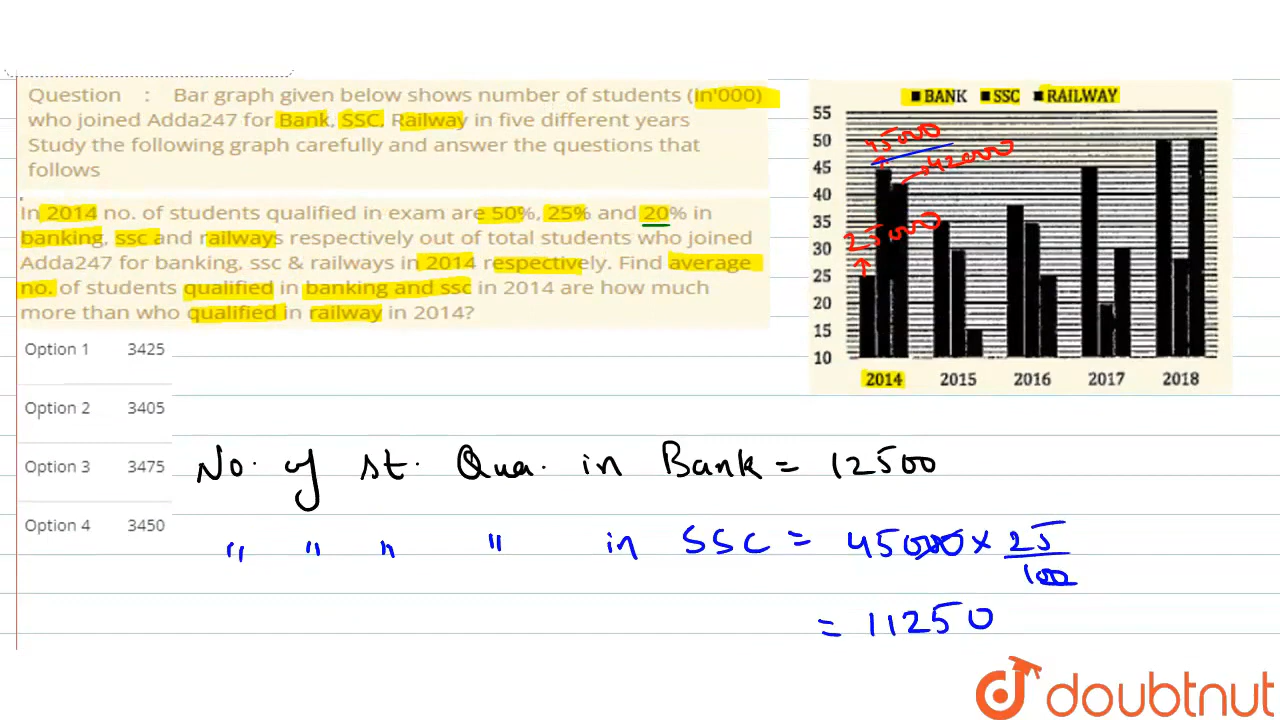 Question : Bar graph given below shows number of students (in'000)
who joined Adda247 for Bank, SSC, Railway in five different years
Study the following graph carefully and answer the questions that
follows
In 2014 no. of students qualified in exam are 50%, 25% and 20% in
banking, ssc and railways respectively out of total students who joined
Adda247 for banking, ssc & railways in 2014 respectively. Find average
no. of students qualified in banking and ssc in 2014 are how much
more than who qualified in railway in 2014?
Option 1 3425
Option 2 3405
Option 3 3475
Option 4 3450
BANK SSC RAILWAY
55
50
45
40
35
30
25
20
15
10
2014 2015 2016 2017 2018
45000
42000
25000
No. of st. Qua. in Bank = 12500
" " " " in SSC = 45000 × 25
100
= 11250
doubtnut